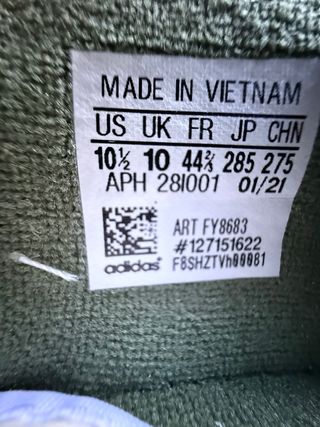 MADE IN VIETNAM
US UK FR JP CHN
10½ 10 44⅔ 285 275
APH 28I001 01/21
ART FY8683
#127151622
adidas F8SHZTVh00081